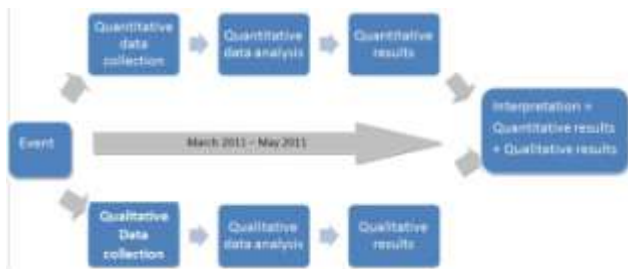 Quantitative
data
collection
Quantitative
data analysis
Quantitative
results
Event
March 2011 – May 2011
Interpretation =
Quantitative results
+ Qualitative results
Qualitative
Data
collection
Qualitative
data analysis
Qualitative
results